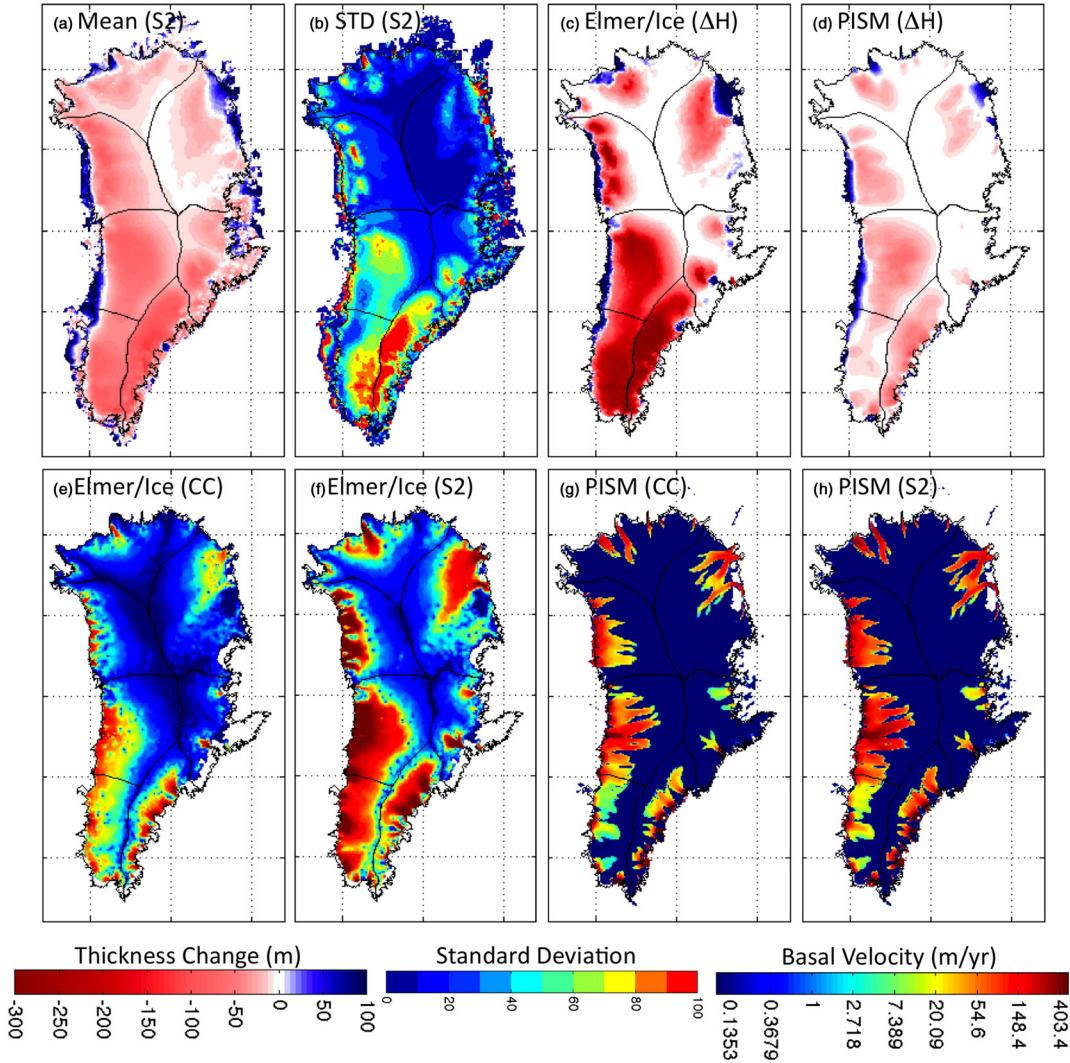 (a) Mean (S2)
(b) STD (S2)
(c) Elmer/Ice (ΔH)
(d) PISM (ΔH)
(e) Elmer/Ice (CC)
(f) Elmer/Ice (S2)
(g) PISM (CC)
(h) PISM (S2)
Thickness Change (m)
-300 -250 -200 -150 -100 -50 0 50 100
Standard Deviation
0 20 40 60 80 100
Basal Velocity (m/yr)
0.1353 0.3679 1 2.718 7.389 20.09 54.6 148.4 403.4